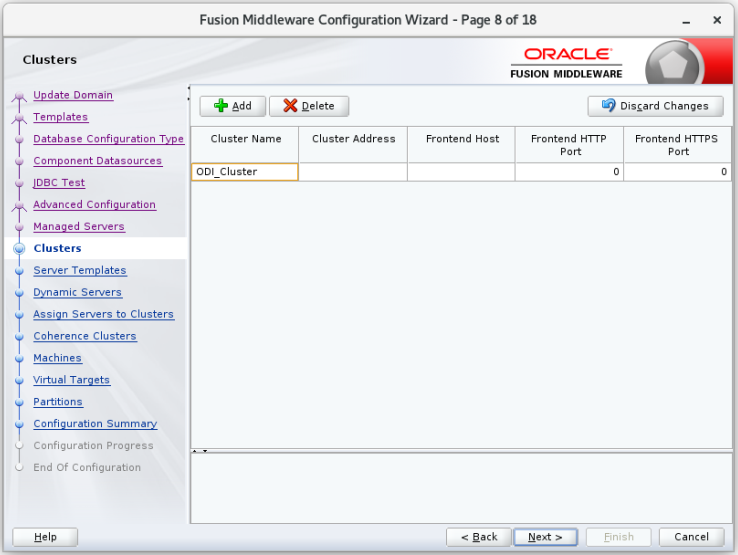 Fusion Middleware Configuration Wizard - Page 8 of 18
Clusters
ORACLE
FUSION MIDDLEWARE
Update Domain
Templates
Database Configuration Type
Component Datasources
JDBC Test
Advanced Configuration
Managed Servers
Clusters
Server Templates
Dynamic Servers
Assign Servers to Clusters
Coherence Clusters
Machines
Virtual Targets
Partitions
Configuration Summary
Configuration Progress
End Of Configuration
Add Delete Discard Changes
Cluster Name Cluster Address Frontend Host Frontend HTTP Port Frontend HTTPS Port
ODI_Cluster 0 0
Help < Back Next > Finish Cancel